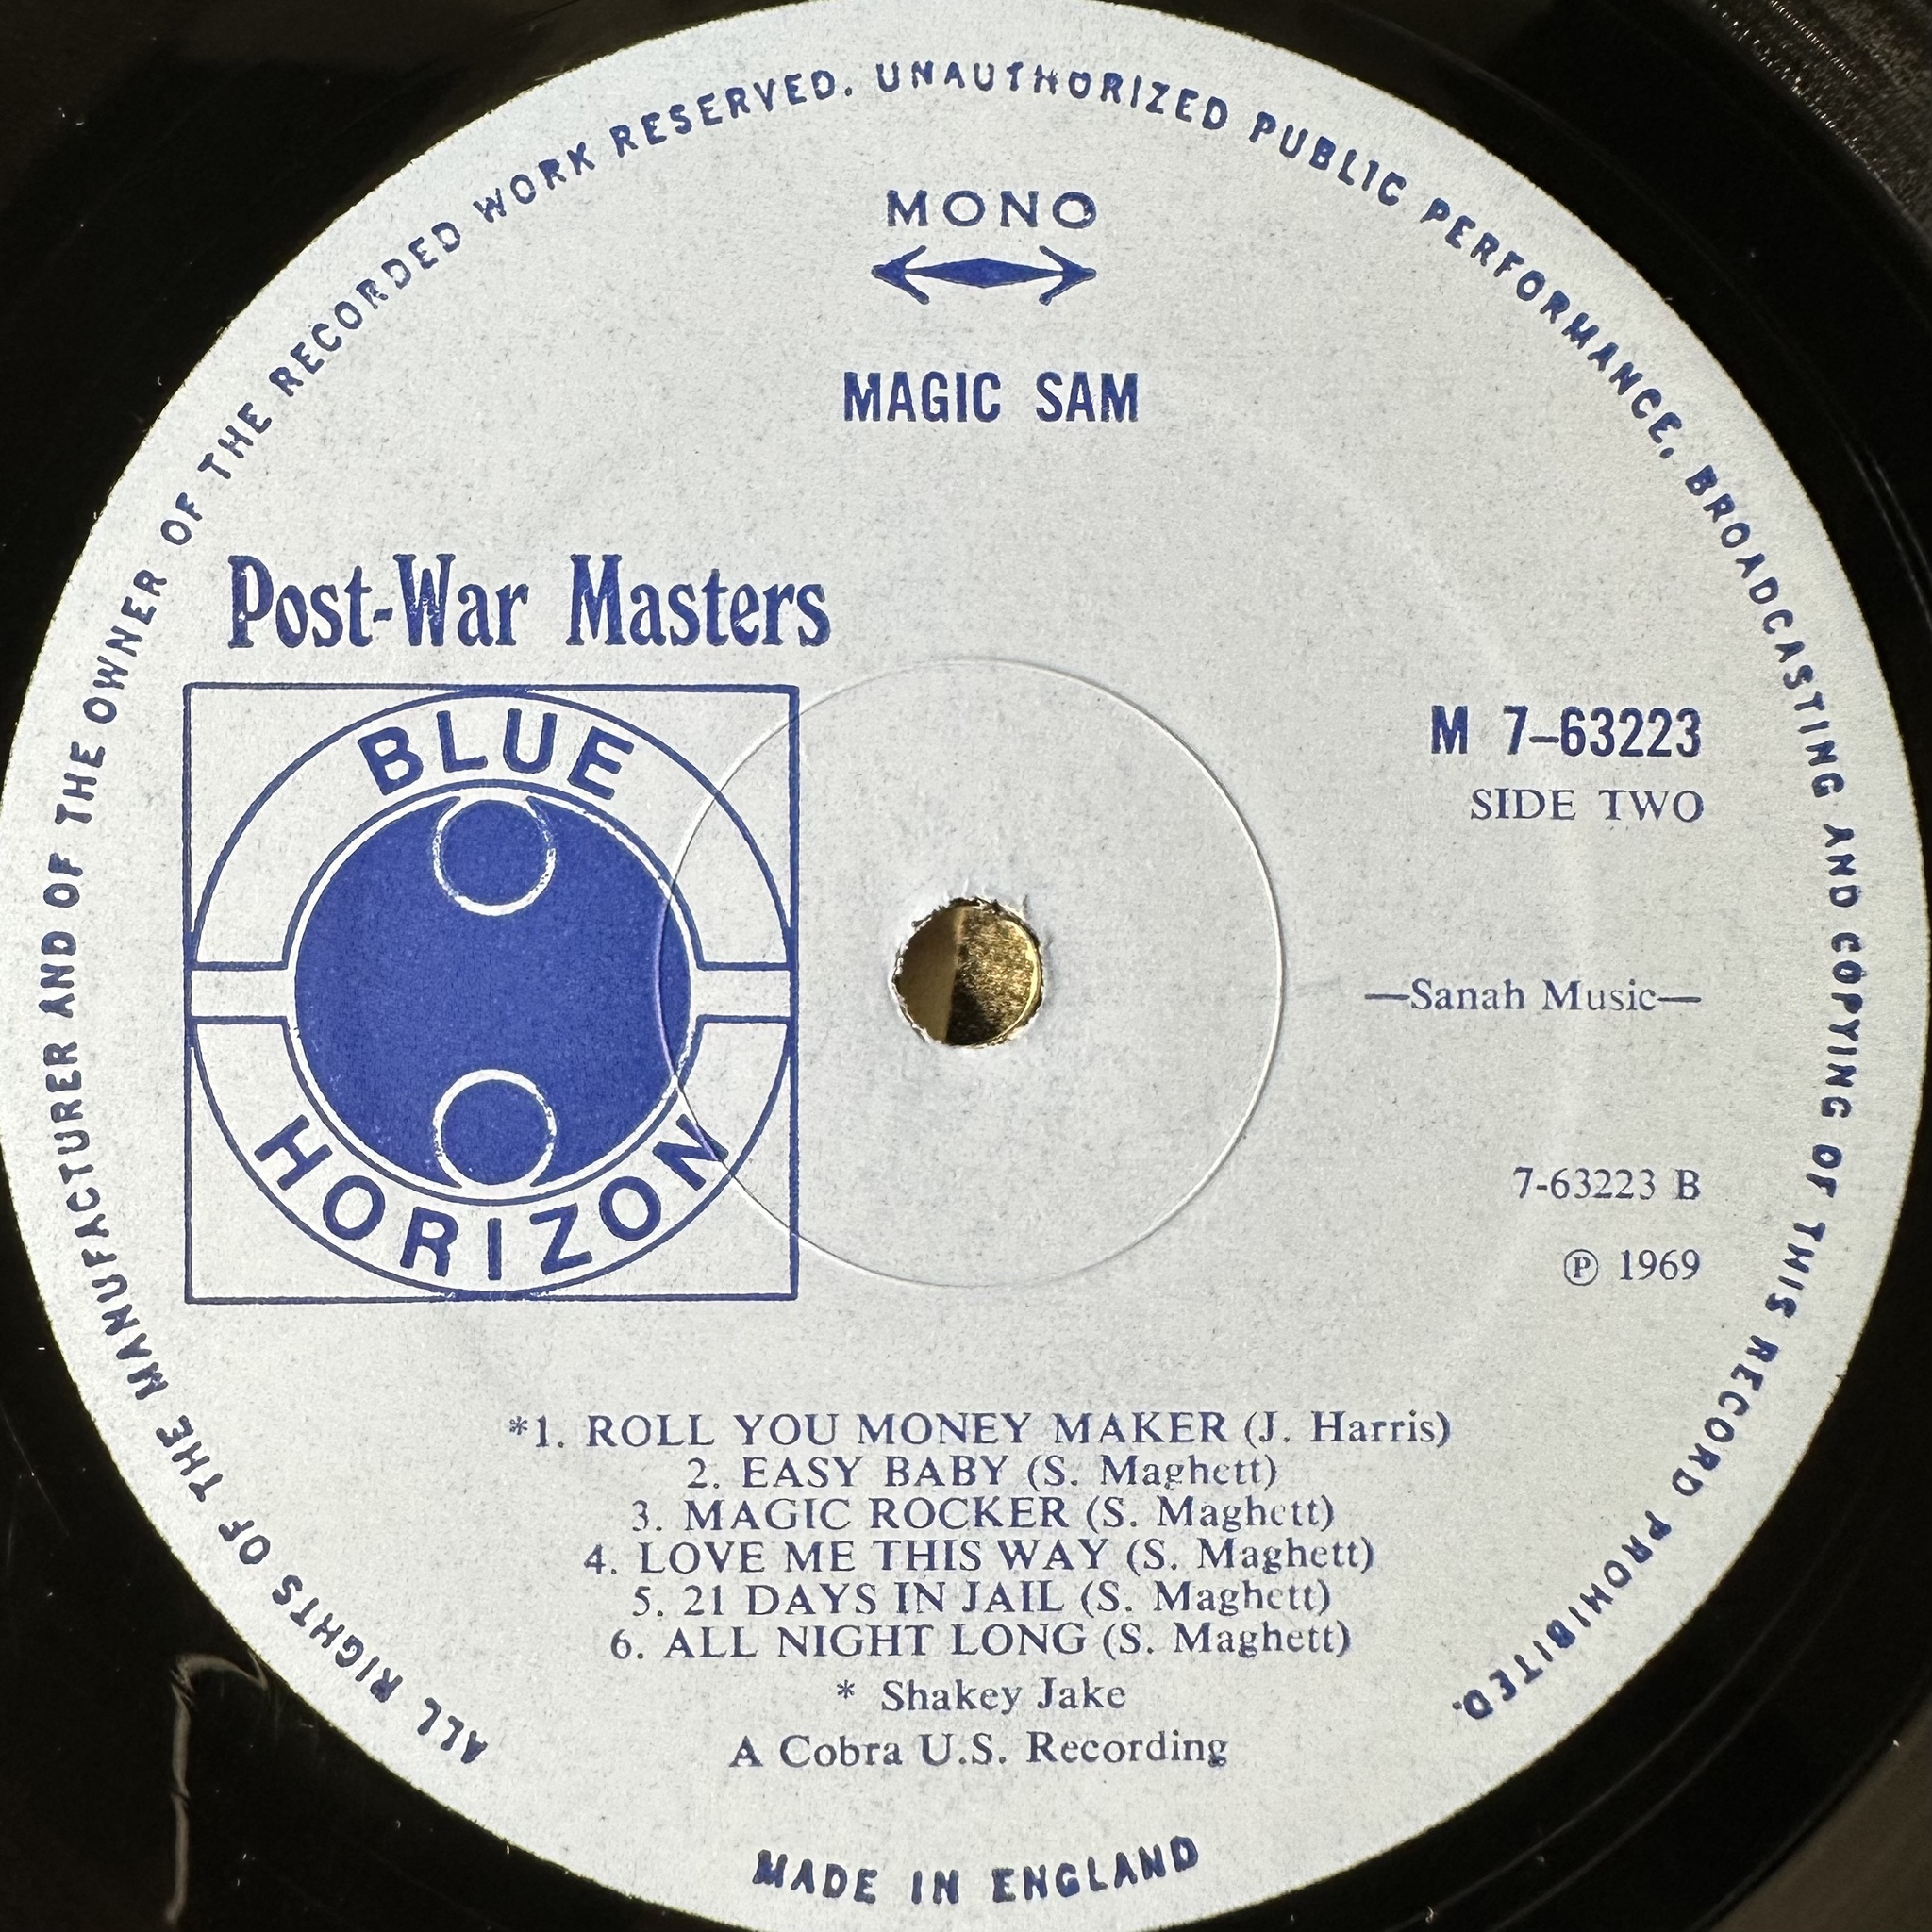 ALL RIGHTS OF THE MANUFACTURER AND OF THE OWNER OF THE RECORDED WORK RESERVED. UNAUTHORIZED PUBLIC PERFORMANCE, BROADCASTING AND COPYING OF THIS RECORD PROHIBITED.
MONO
MAGIC SAM
Post-War Masters
BLUE
HORIZON
M 7–63223
SIDE TWO
—Sanah Music—
7-63223 B
℗ 1969
*1. ROLL YOU MONEY MAKER (J. Harris)
2. EASY BABY (S. Maghett)
3. MAGIC ROCKER (S. Maghett)
4. LOVE ME THIS WAY (S. Maghett)
5. 21 DAYS IN JAIL (S. Maghett)
6. ALL NIGHT LONG (S. Maghett)
* Shakey Jake
A Cobra U.S. Recording
MADE IN ENGLAND